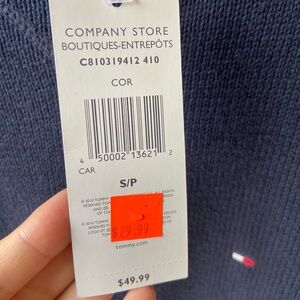 COMPANY STORE
BOUTIQUES-ENTREPÔTS
C810319412 410
COR
4 50002 13621 2
CAR
S/P
$29.99
tommy.com
$49.99